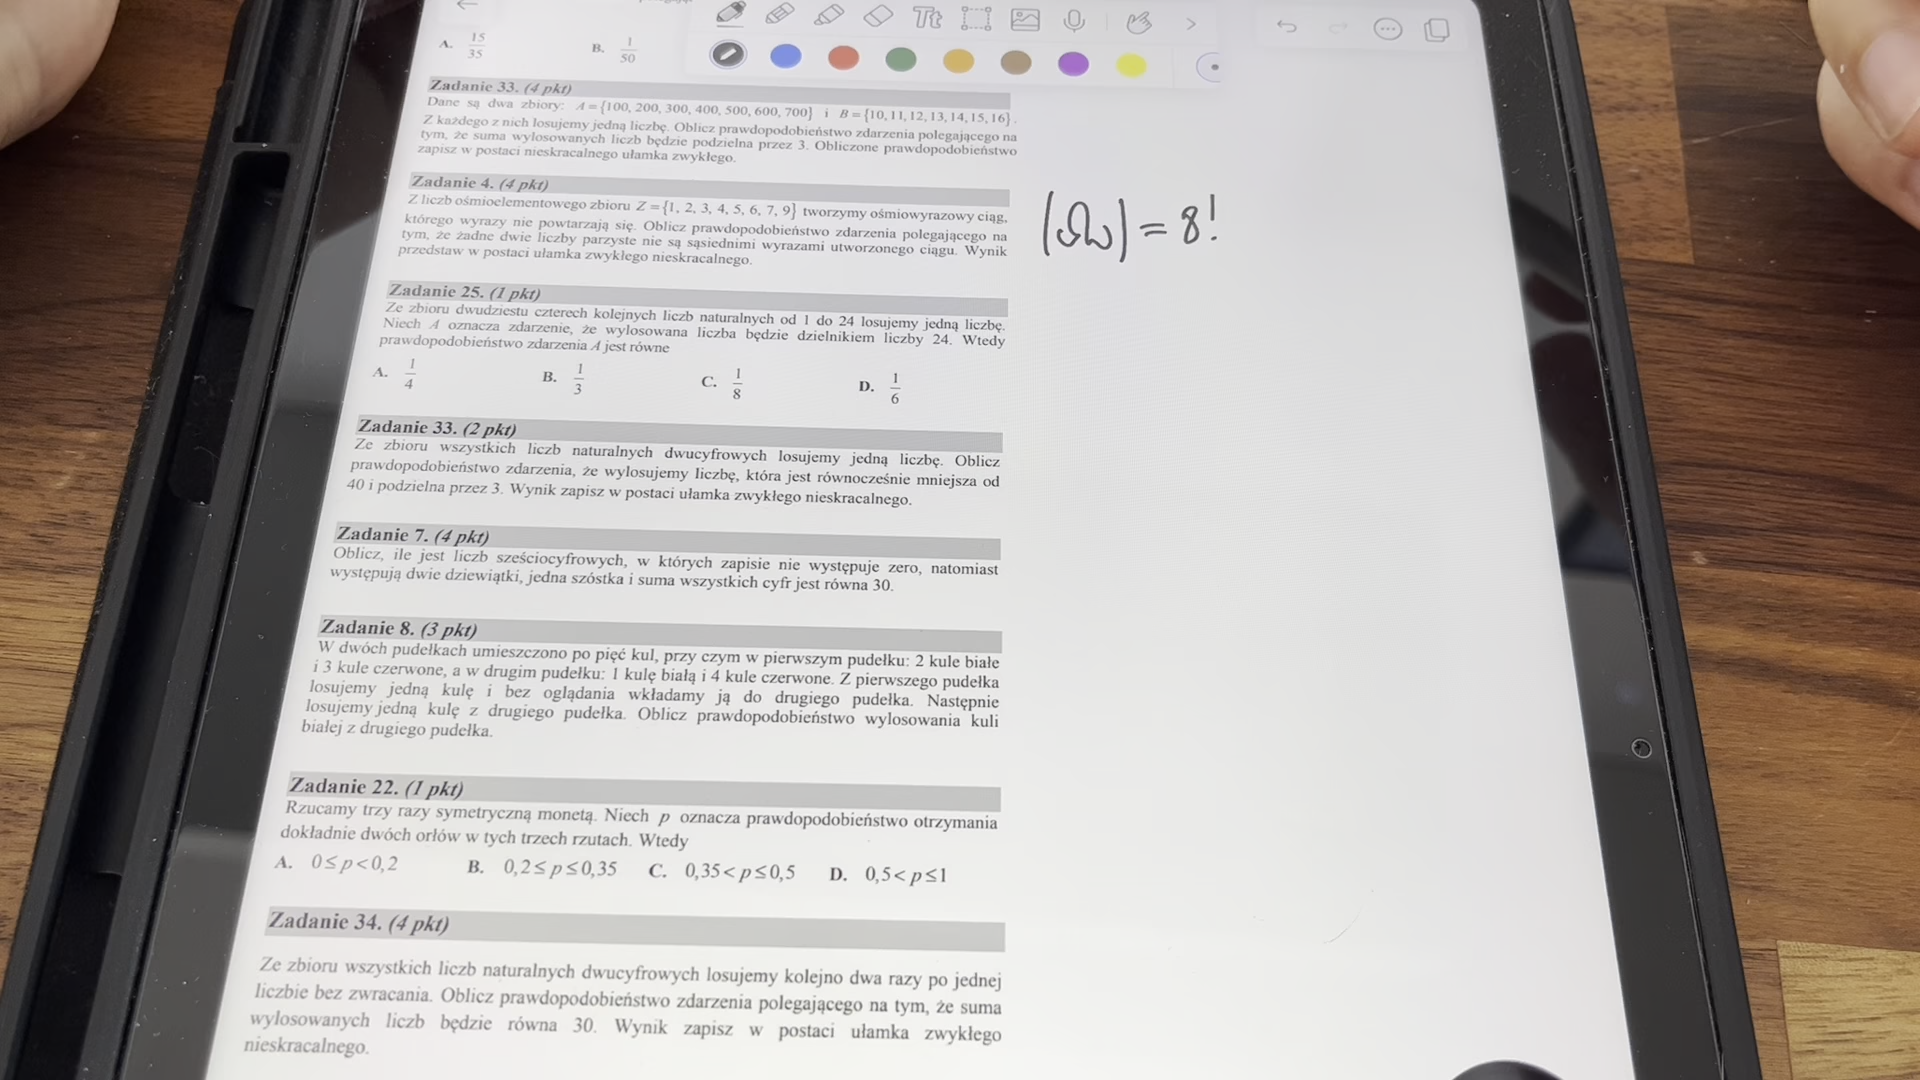 Tt
A. 15/35 B. 1/50
Zadanie 33. (4 pkt)
Dane są dwa zbiory: A = {100, 200, 300, 400, 500, 600, 700} i B = {10, 11, 12, 13, 14, 15, 16}.
Z każdego z nich losujemy jedną liczbę. Oblicz prawdopodobieństwo zdarzenia polegającego na
tym, że suma wylosowanych liczb będzie podzielna przez 3. Obliczone prawdopodobieństwo
zapisz w postaci nieskracalnego ułamka zwykłego.
Zadanie 4. (4 pkt)
Z liczb ośmioelementowego zbioru Z = {1, 2, 3, 4, 5, 6, 7, 9} tworzymy ośmiowyrazowy ciąg,
którego wyrazy nie powtarzają się. Oblicz prawdopodobieństwo zdarzenia polegającego na
tym, że żadne dwie liczby parzyste nie są sąsiednimi wyrazami utworzonego ciągu. Wynik
przedstaw w postaci ułamka zwykłego nieskracalnego.
|Ω| = 8!
Zadanie 25. (1 pkt)
Ze zbioru dwudziestu czterech kolejnych liczb naturalnych od 1 do 24 losujemy jedną liczbę.
Niech A oznacza zdarzenie, że wylosowana liczba będzie dzielnikiem liczby 24. Wtedy
prawdopodobieństwo zdarzenia A jest równe
A. 1/4 B. 1/3 C. 1/8 D. 1/6
Zadanie 33. (2 pkt)
Ze zbioru wszystkich liczb naturalnych dwucyfrowych losujemy jedną liczbę. Oblicz
prawdopodobieństwo zdarzenia, że wylosujemy liczbę, która jest równocześnie mniejsza od
40 i podzielna przez 3. Wynik zapisz w postaci ułamka zwykłego nieskracalnego.
Zadanie 7. (4 pkt)
Oblicz, ile jest liczb sześciocyfrowych, w których zapisie nie występuje zero, natomiast
występują dwie dziewiątki, jedna szóstka i suma wszystkich cyfr jest równa 30.
Zadanie 8. (3 pkt)
W dwóch pudełkach umieszczono po pięć kul, przy czym w pierwszym pudełku: 2 kule białe
i 3 kule czerwone, a w drugim pudełku: 1 kulę białą i 4 kule czerwone. Z pierwszego pudełka
losujemy jedną kulę i bez oglądania wkładamy ją do drugiego pudełka. Następnie
losujemy jedną kulę z drugiego pudełka. Oblicz prawdopodobieństwo wylosowania kuli
białej z drugiego pudełka.
Zadanie 22. (1 pkt)
Rzucamy trzy razy symetryczną monetą. Niech p oznacza prawdopodobieństwo otrzymania
dokładnie dwóch orłów w tych trzech rzutach. Wtedy
A. 0 ≤ p < 0,2 B. 0,2 ≤ p ≤ 0,35 C. 0,35 < p ≤ 0,5 D. 0,5 < p ≤ 1
Zadanie 34. (4 pkt)
Ze zbioru wszystkich liczb naturalnych dwucyfrowych losujemy kolejno dwa razy po jednej
liczbie bez zwracania. Oblicz prawdopodobieństwo zdarzenia polegającego na tym, że suma
wylosowanych liczb będzie równa 30. Wynik zapisz w postaci ułamka zwykłego
nieskracalnego.